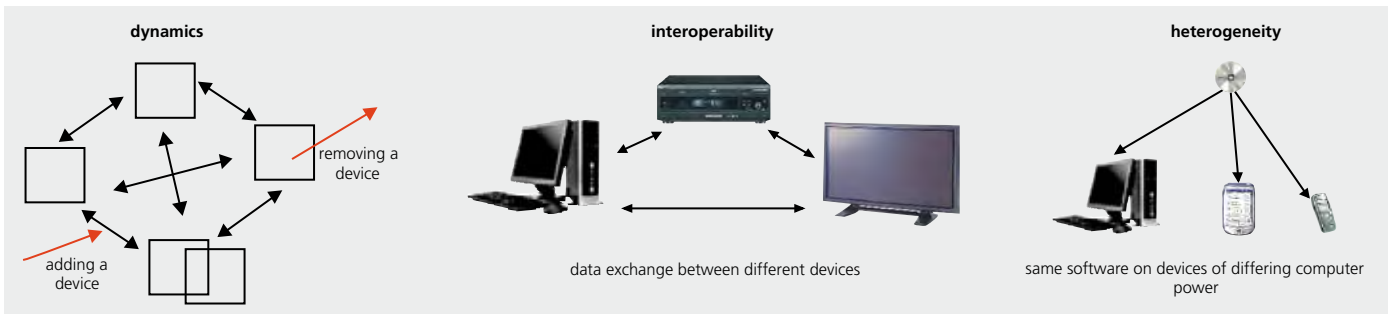 dynamics
removing a
device
adding a
device
interoperability
data exchange between different devices
heterogeneity
same software on devices of differing computer
power